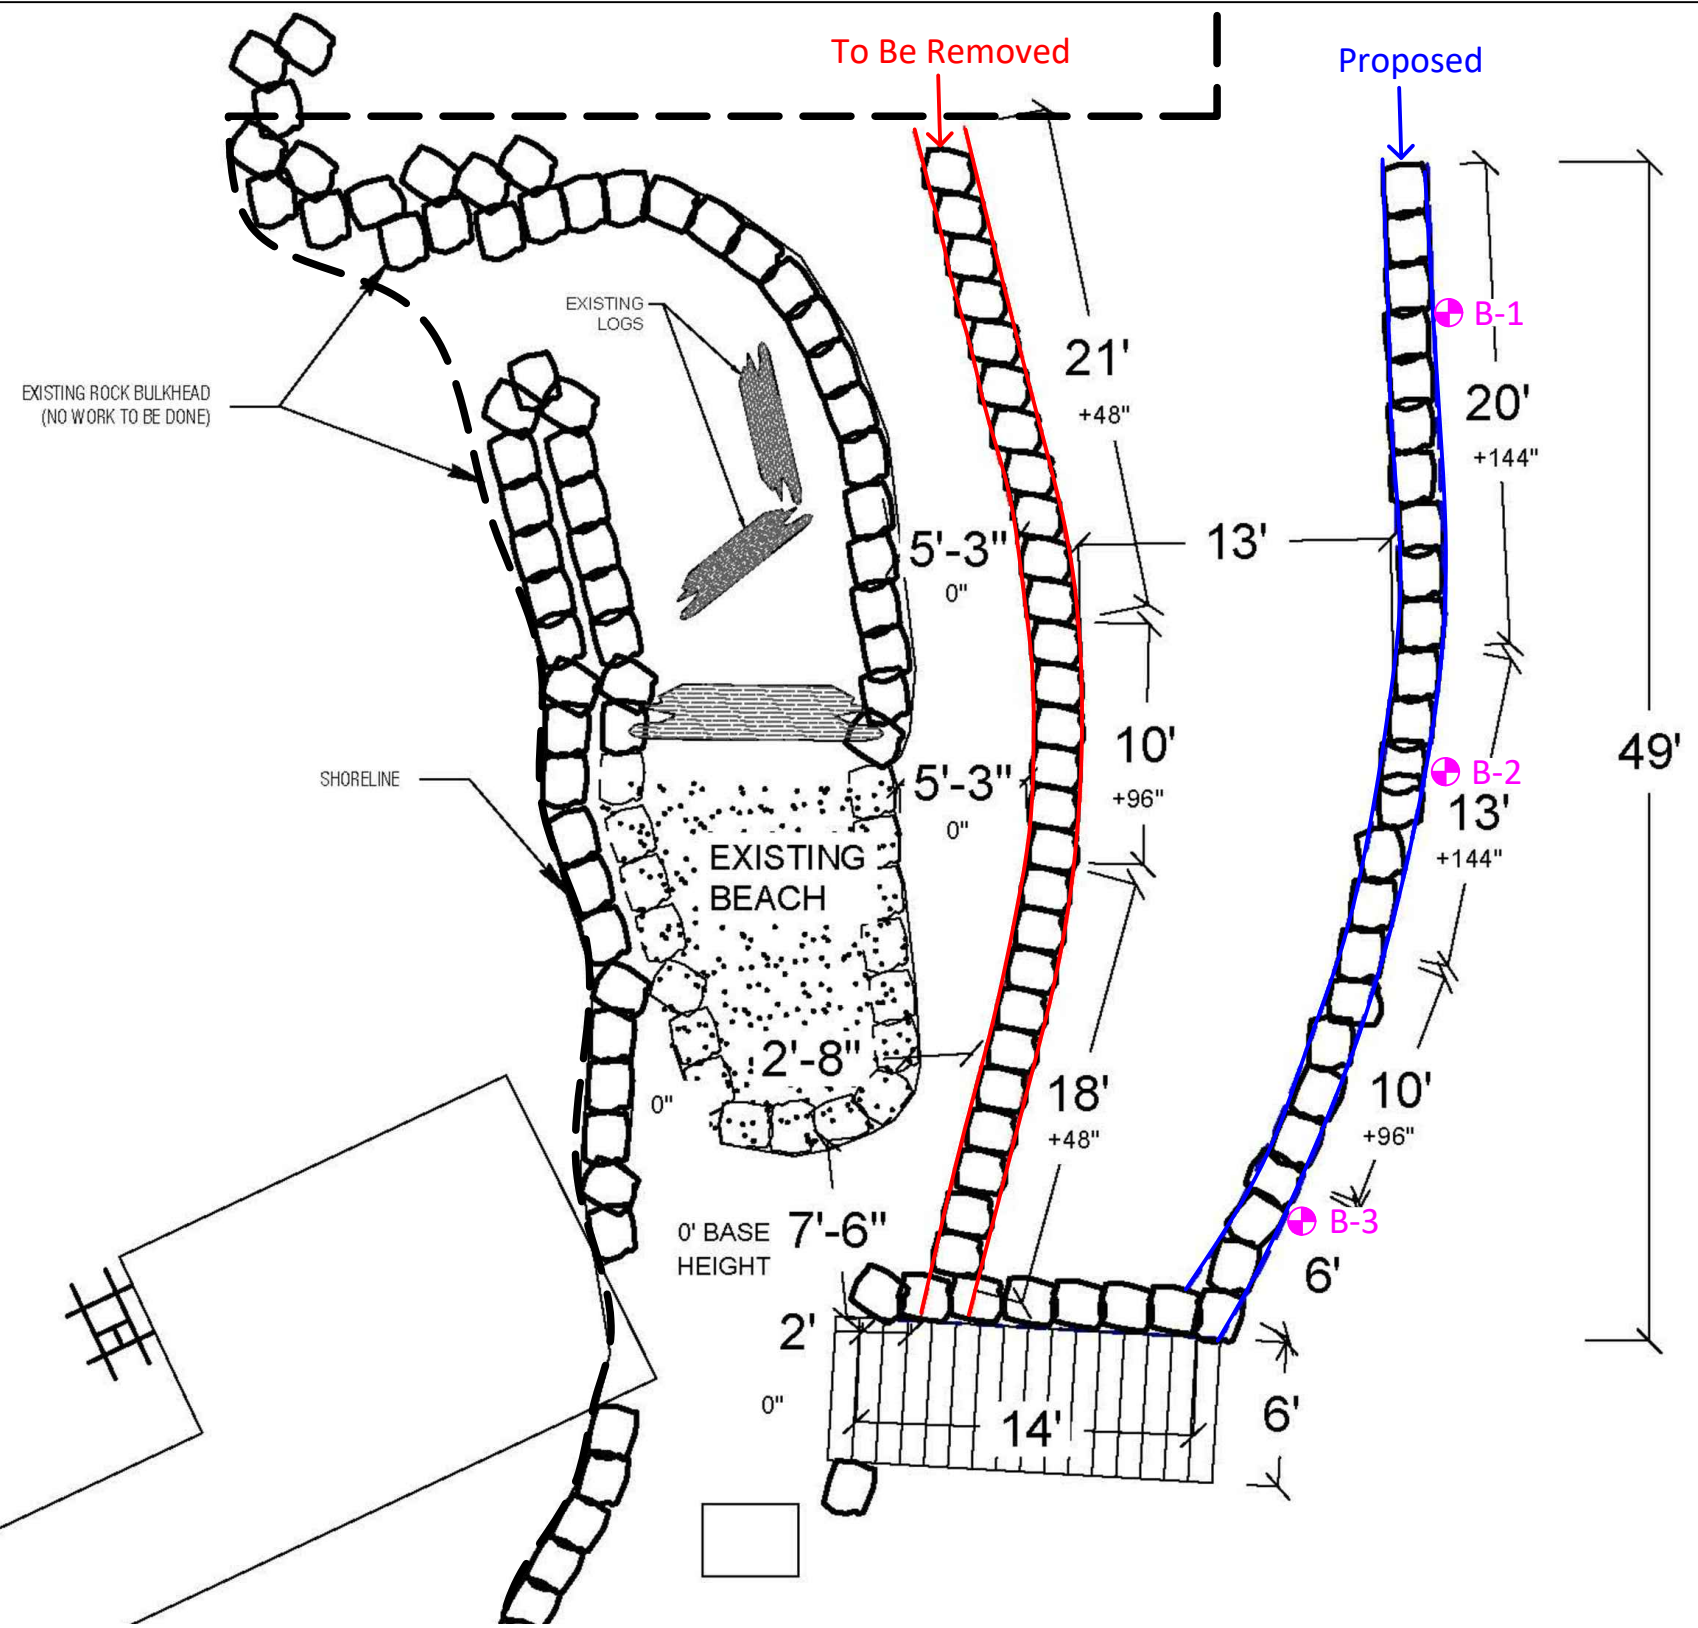 To Be Removed
Proposed
EXISTING
LOGS
B-1
21'
+48"
EXISTING ROCK BULKHEAD
(NO WORK TO BE DONE)
20'
+144"
5'-3"
0"
13'
10'
+96"
49'
SHORELINE
5'-3"
0"
B-2
13'
+144"
EXISTING
BEACH
2'-8"
0"
18'
+48"
10'
+96"
0' BASE
HEIGHT
7'-6"
B-3
6'
2'
0"
14'
6'